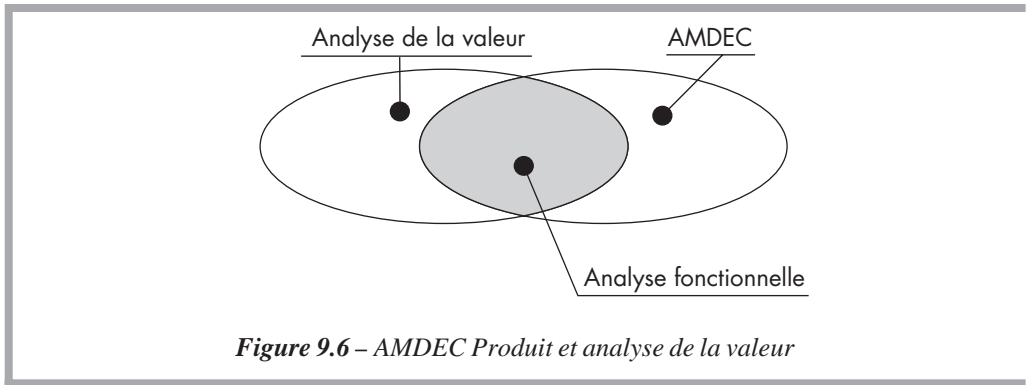 Analyse de la valeur
AMDEC
Analyse fonctionnelle
Figure 9.6 – AMDEC Produit et analyse de la valeur